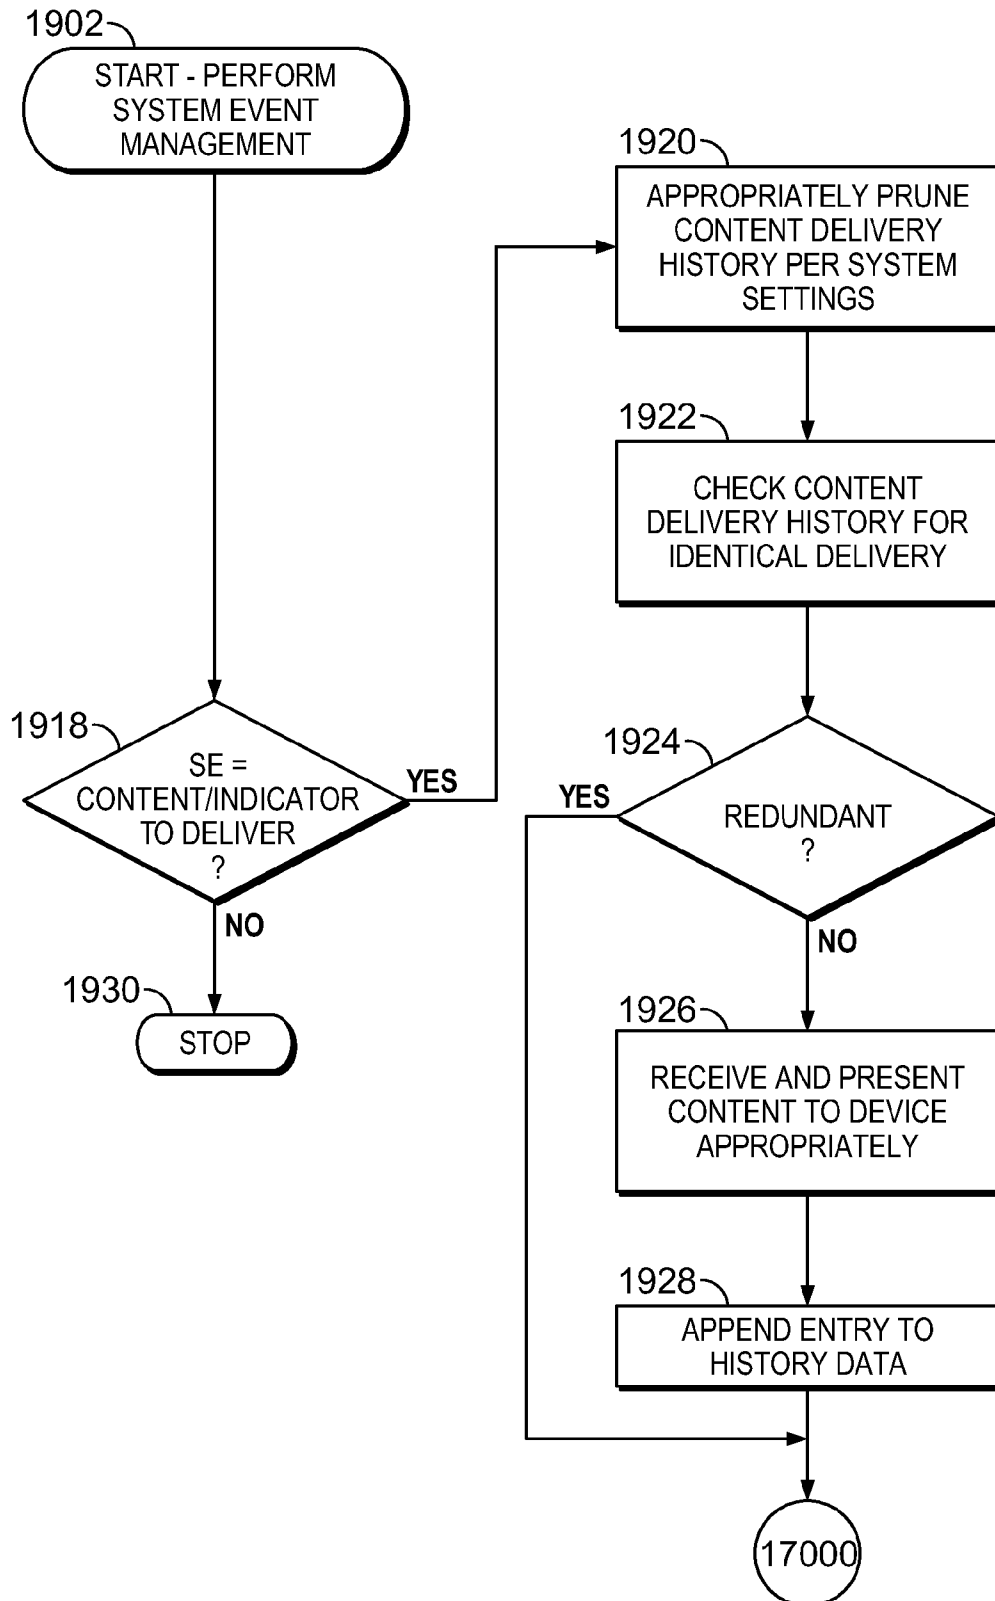 1902
START - PERFORM
SYSTEM EVENT
MANAGEMENT
1918
SE =
CONTENT/INDICATOR
TO DELIVER
?
YES
NO
1930
STOP
1920
APPROPRIATELY PRUNE
CONTENT DELIVERY
HISTORY PER SYSTEM
SETTINGS
1922
CHECK CONTENT
DELIVERY HISTORY FOR
IDENTICAL DELIVERY
1924
YES
REDUNDANT
?
NO
1926
RECEIVE AND PRESENT
CONTENT TO DEVICE
APPROPRIATELY
1928
APPEND ENTRY TO
HISTORY DATA
17000